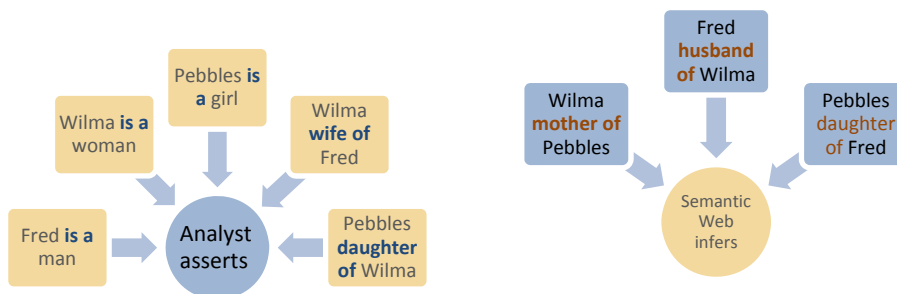 Pebbles is
a girl
Wilma is a
woman
Wilma
wife of
Fred
Fred is a
man
Analyst
asserts
Pebbles
daughter
of Wilma
Fred
husband
of Wilma
Wilma
mother of
Pebbles
Pebbles
daughter
of Fred
Semantic
Web
infers